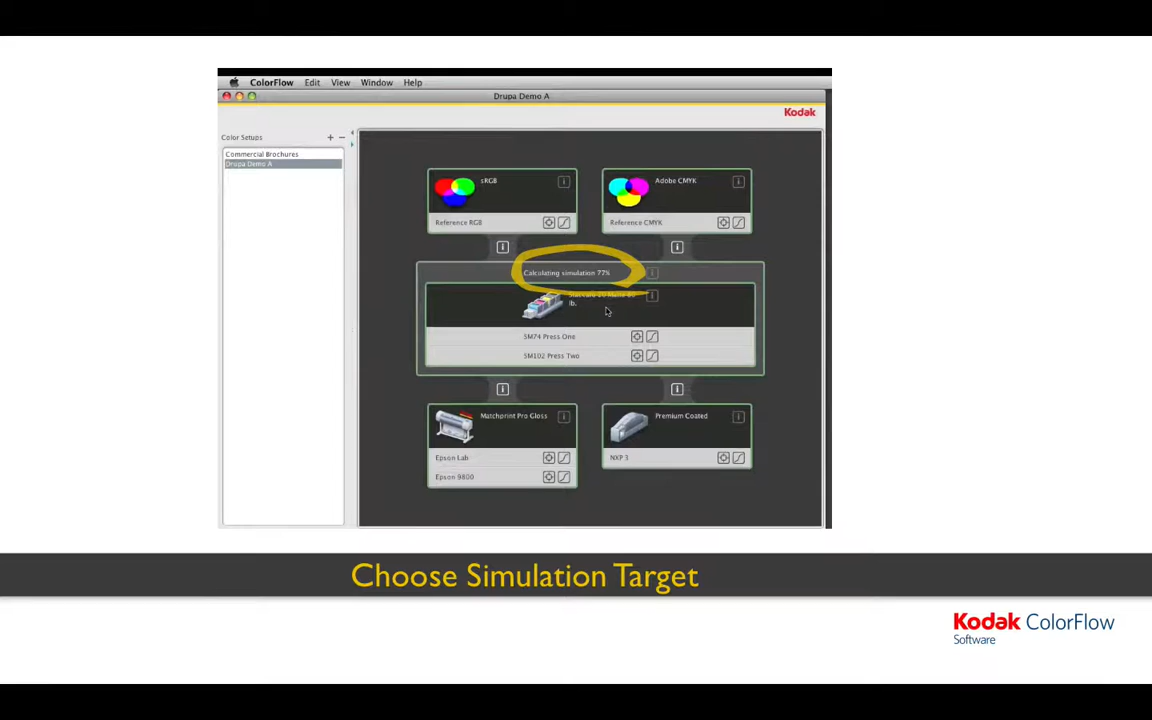 ColorFlow Edit View Window Help
Drupa Demo A
Kodak
Color Setups + −
Commercial Brochures
Drupa Demo A
sRGB
Reference RGB
Adobe CMYK
Reference CMYK
Calculating simulation 77%
lb.
SM74 Press One
SM102 Press Two
Matchprint Pro Gloss
Epson Lab
Epson 9800
Premium Coated
NXP 3
Choose Simulation Target
Kodak ColorFlow
Software